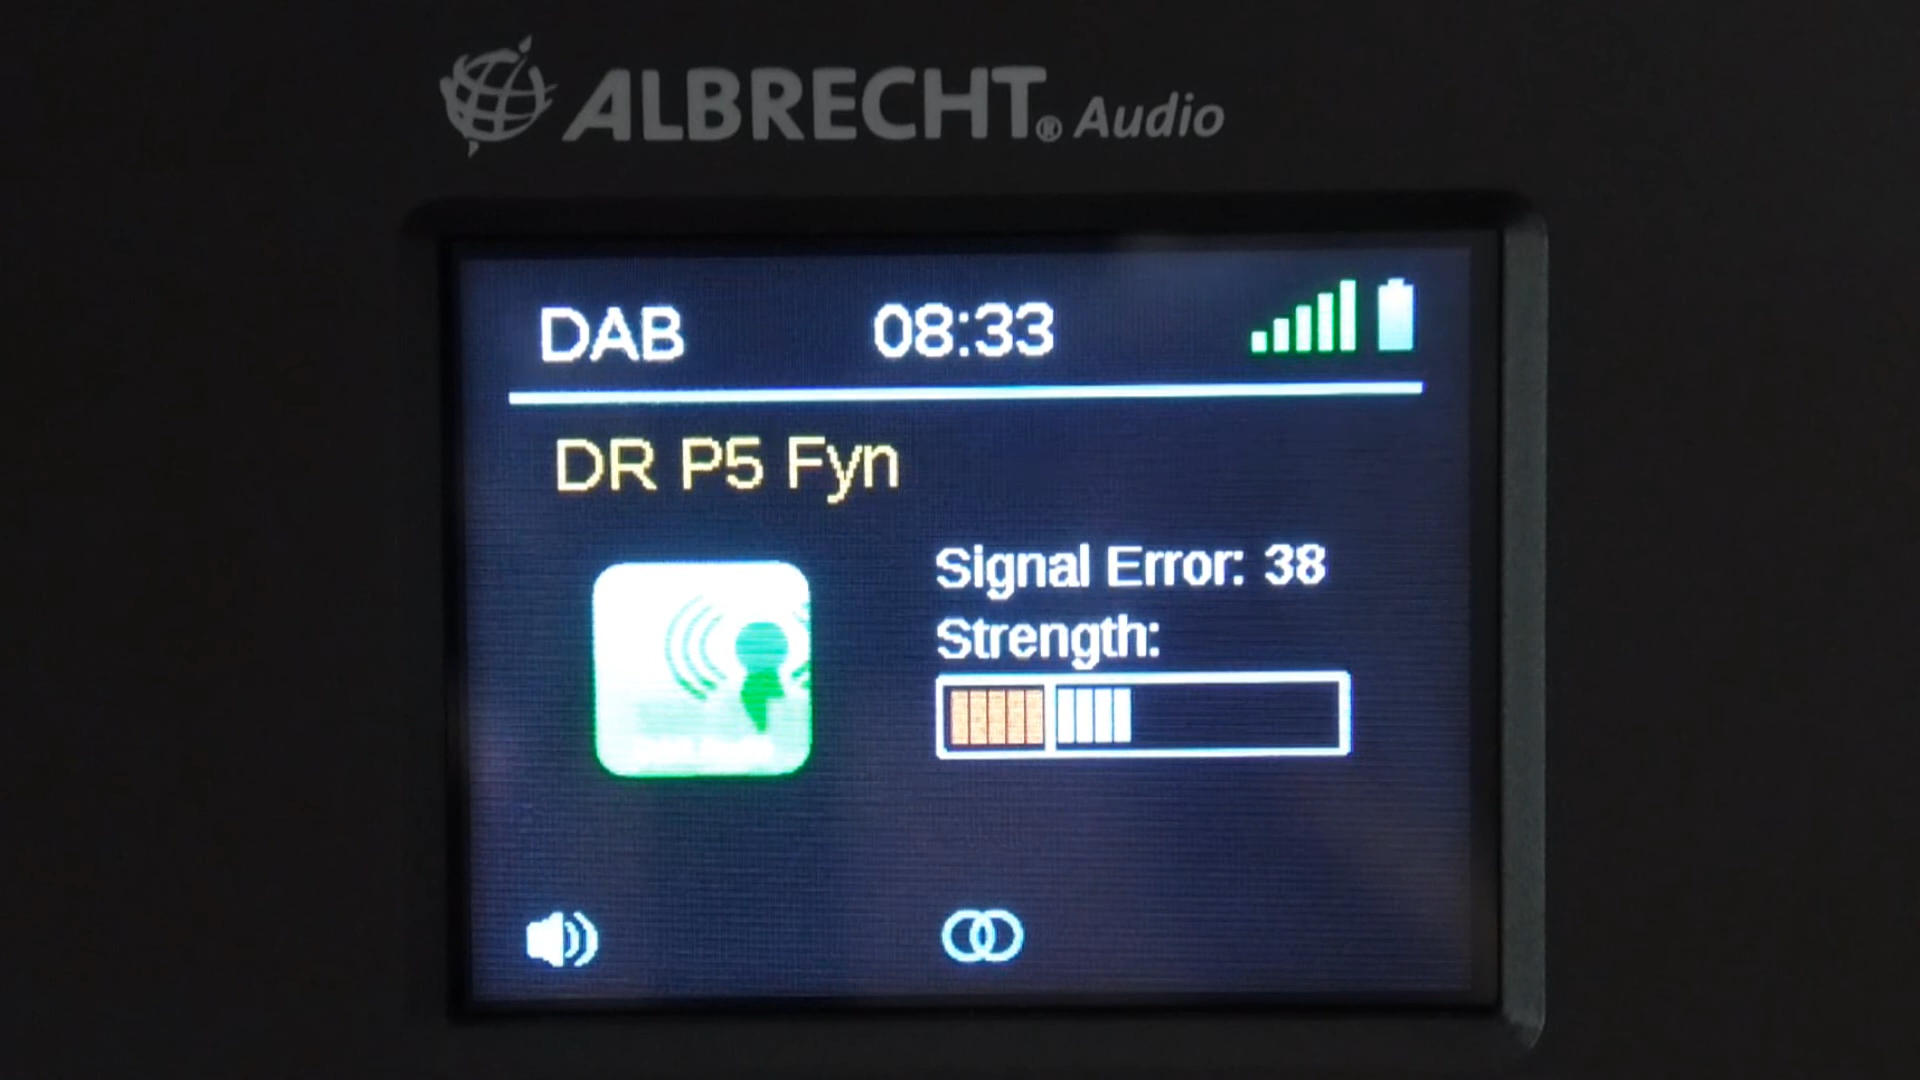 ALBRECHT® Audio
DAB 08:33
DR P5 Fyn
Signal Error: 38
Strength: